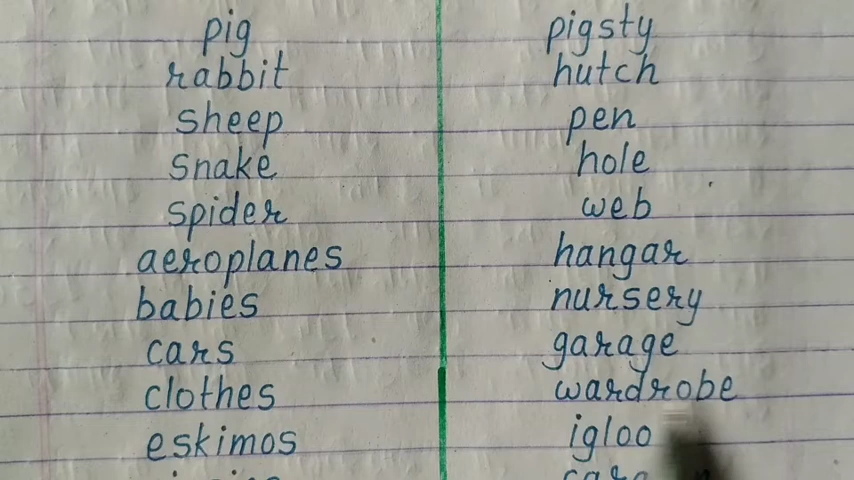 pig pigsty
rabbit hutch
sheep pen
snake hole
spider web
aeroplanes hangar
babies nursery
cars garage
clothes wardrobe
eskimos igloo